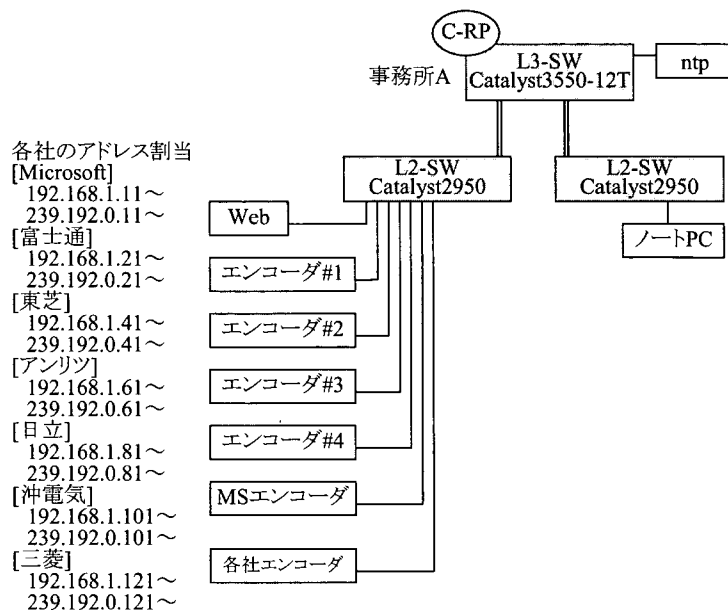 C-RP
L3-SW
Catalyst3550-12T
事務所A
ntp
各社のアドレス割当
[Microsoft]
192.168.1.11～
239.192.0.11～
[富士通]
192.168.1.21～
239.192.0.21～
[東芝]
192.168.1.41～
239.192.0.41～
[アンリツ]
192.168.1.61～
239.192.0.61～
[日立]
192.168.1.81～
239.192.0.81～
[沖電気]
192.168.1.101～
239.192.0.101～
[三菱]
192.168.1.121～
239.192.0.121～
L2-SW
Catalyst2950
L2-SW
Catalyst2950
Web
ノートPC
エンコーダ#1
エンコーダ#2
エンコーダ#3
エンコーダ#4
MSエンコーダ
各社エンコーダ